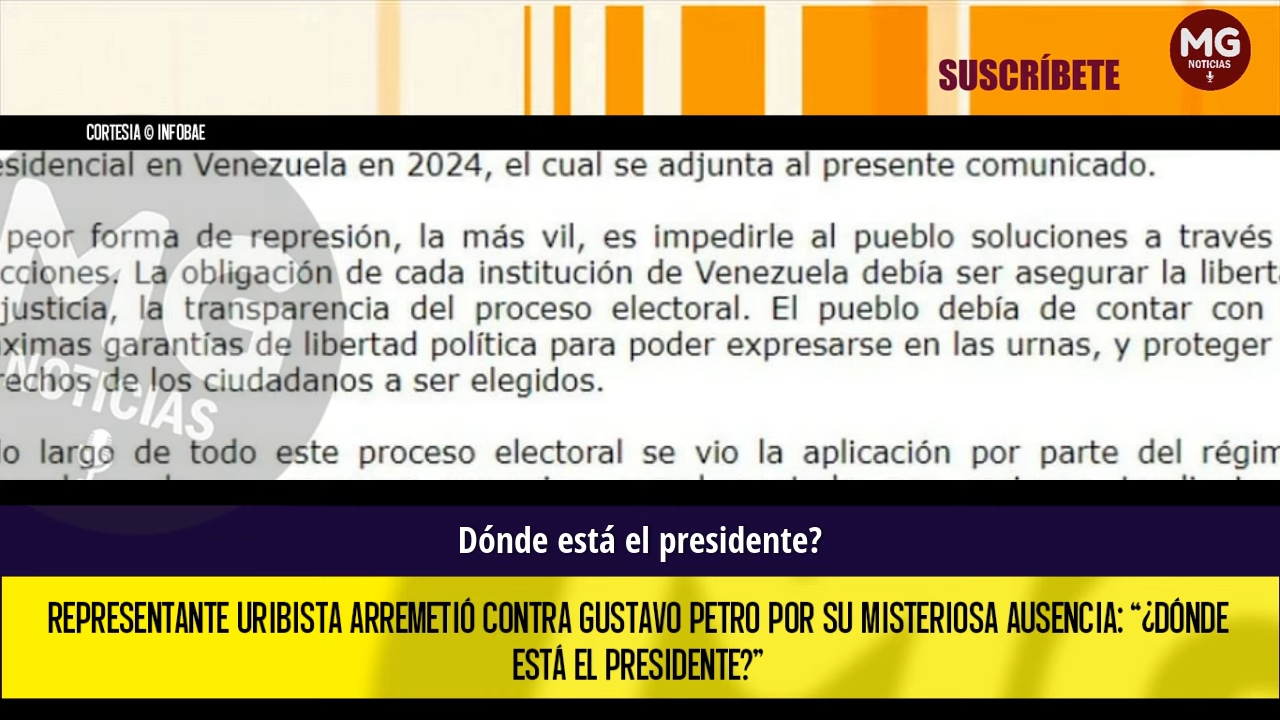 SUSCRÍBETE
MG
NOTICIAS
CORTESIA © INFOBAE
esidencial en Venezuela en 2024, el cual se adjunta al presente comunicado.
peor forma de represión, la más vil, es impedirle al pueblo soluciones a través
cciones. La obligación de cada institución de Venezuela debía ser asegurar la liberta
justicia, la transparencia del proceso electoral. El pueblo debía de contar con
áximas garantías de libertad política para poder expresarse en las urnas, y proteger
rechos de los ciudadanos a ser elegidos.
lo largo de todo este proceso electoral se vio la aplicación por parte del régim
MG
NOTICIAS
Dónde está el presidente?
REPRESENTANTE URIBISTA ARREMETIÓ CONTRA GUSTAVO PETRO POR SU MISTERIOSA AUSENCIA: “¿DÓNDE
ESTÁ EL PRESIDENTE?”